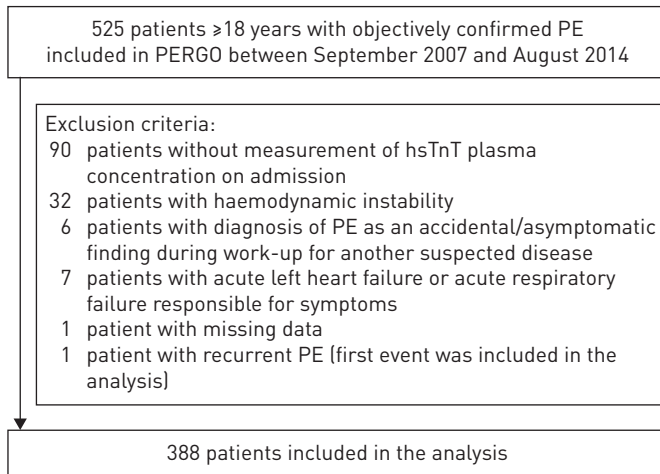 525 patients ⩾18 years with objectively confirmed PE
included in PERGO between September 2007 and August 2014
Exclusion criteria:
90 patients without measurement of hsTnT plasma
concentration on admission
32 patients with haemodynamic instability
6 patients with diagnosis of PE as an accidental/asymptomatic
finding during work-up for another suspected disease
7 patients with acute left heart failure or acute respiratory
failure responsible for symptoms
1 patient with missing data
1 patient with recurrent PE (first event was included in the
analysis)
388 patients included in the analysis